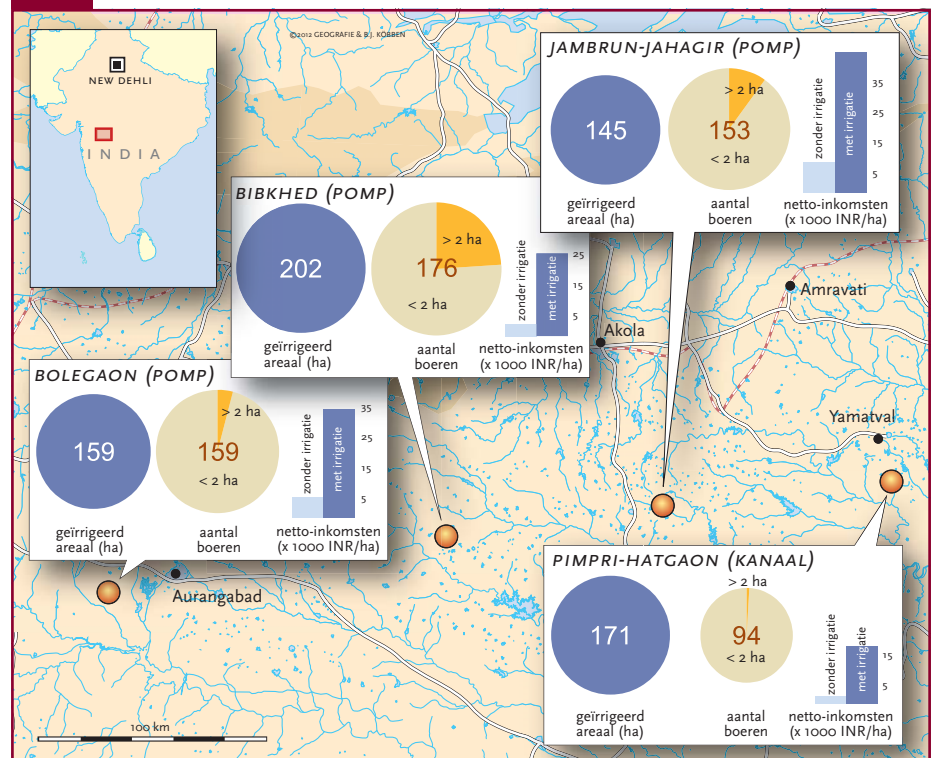 ©2012 GEOGRAFIE & B.J. KÖBBEN
NEW DEHLI
INDIA
JAMBRUN-JAHAGIR (POMP)
145
> 2 ha
153
< 2 ha
zonder irrigatie
met irrigatie
35
25
15
5
geïrrigeerd
areaal (ha)
aantal
boeren
netto-inkomsten
(x 1000 INR/ha)
BIBKHED (POMP)
202
> 2 ha
176
< 2 ha
zonder irrigatie
met irrigatie
25
15
5
geïrrigeerd
areaal (ha)
aantal
boeren
netto-inkomsten
(x 1000 INR/ha)
Amravati
Akola
BOLEGAON (POMP)
159
> 2 ha
159
< 2 ha
zonder irrigatie
met irrigatie
35
25
15
5
geïrrigeerd
areaal (ha)
aantal
boeren
netto-inkomsten
(x 1000 INR/ha)
Yamatval
Aurangabad
PIMPRI-HATGAON (KANAAL)
171
> 2 ha
94
< 2 ha
zonder irrigatie
met irrigatie
15
5
geïrrigeerd
areaal (ha)
aantal
boeren
netto-inkomsten
(x 1000 INR/ha)
100 km